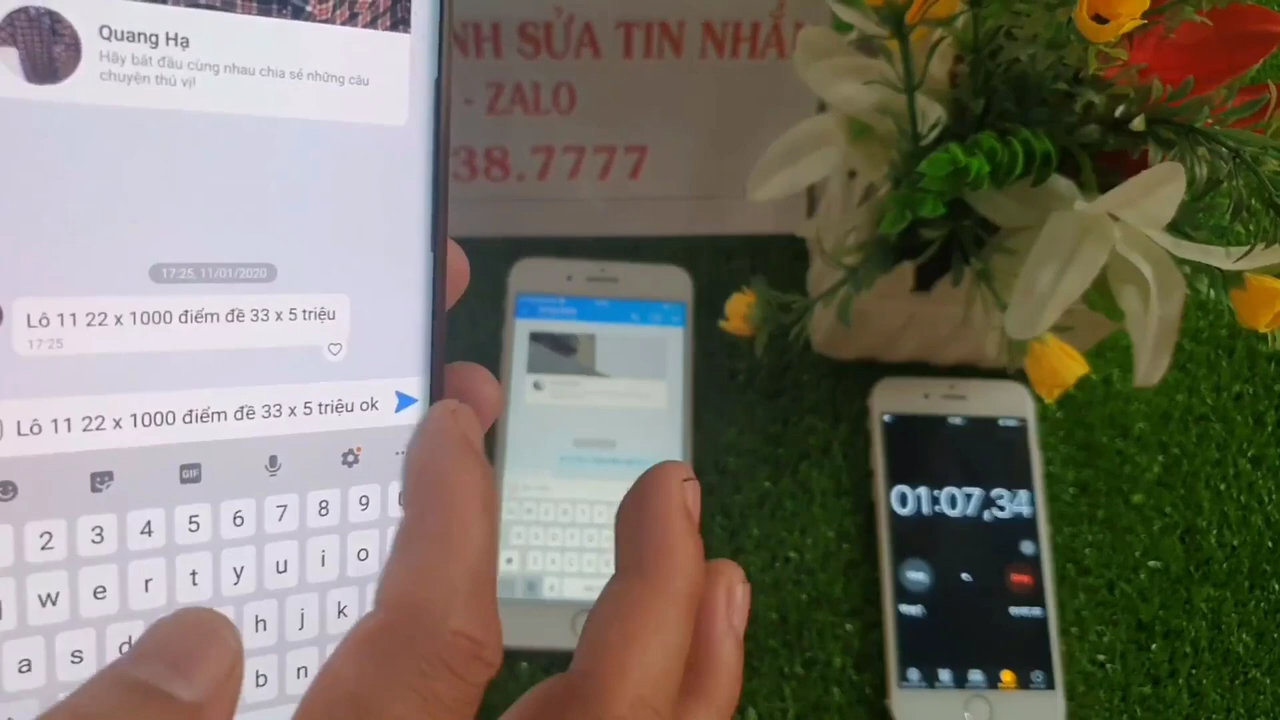 Quang Hạ
Hãy bắt đầu cùng nhau chia sẻ những câu
chuyện thú vị!
NH SỬA TIN NHẮ
- ZALO
38.7777
17:25, 11/01/2020
Lô 11 22 x 1000 điểm đề 33 x 5 triệu
17:25
Lô 11 22 x 1000 điểm đề 33 x 5 triệu ok
GIF
2 3 4 5 6 7 8 9
w e r t y u i o
a s d h j k
b n
01:07,34